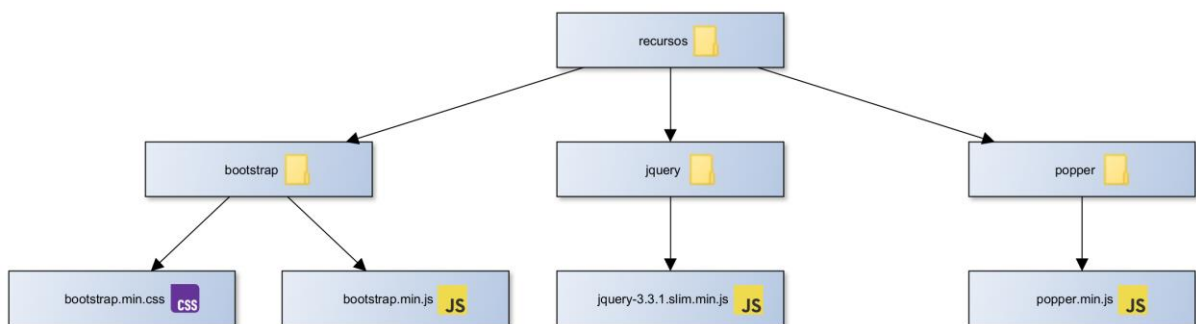 recursos
bootstrap
jquery
popper
bootstrap.min.css
CSS
bootstrap.min.js
JS
jquery-3.3.1.slim.min.js
JS
popper.min.js
JS